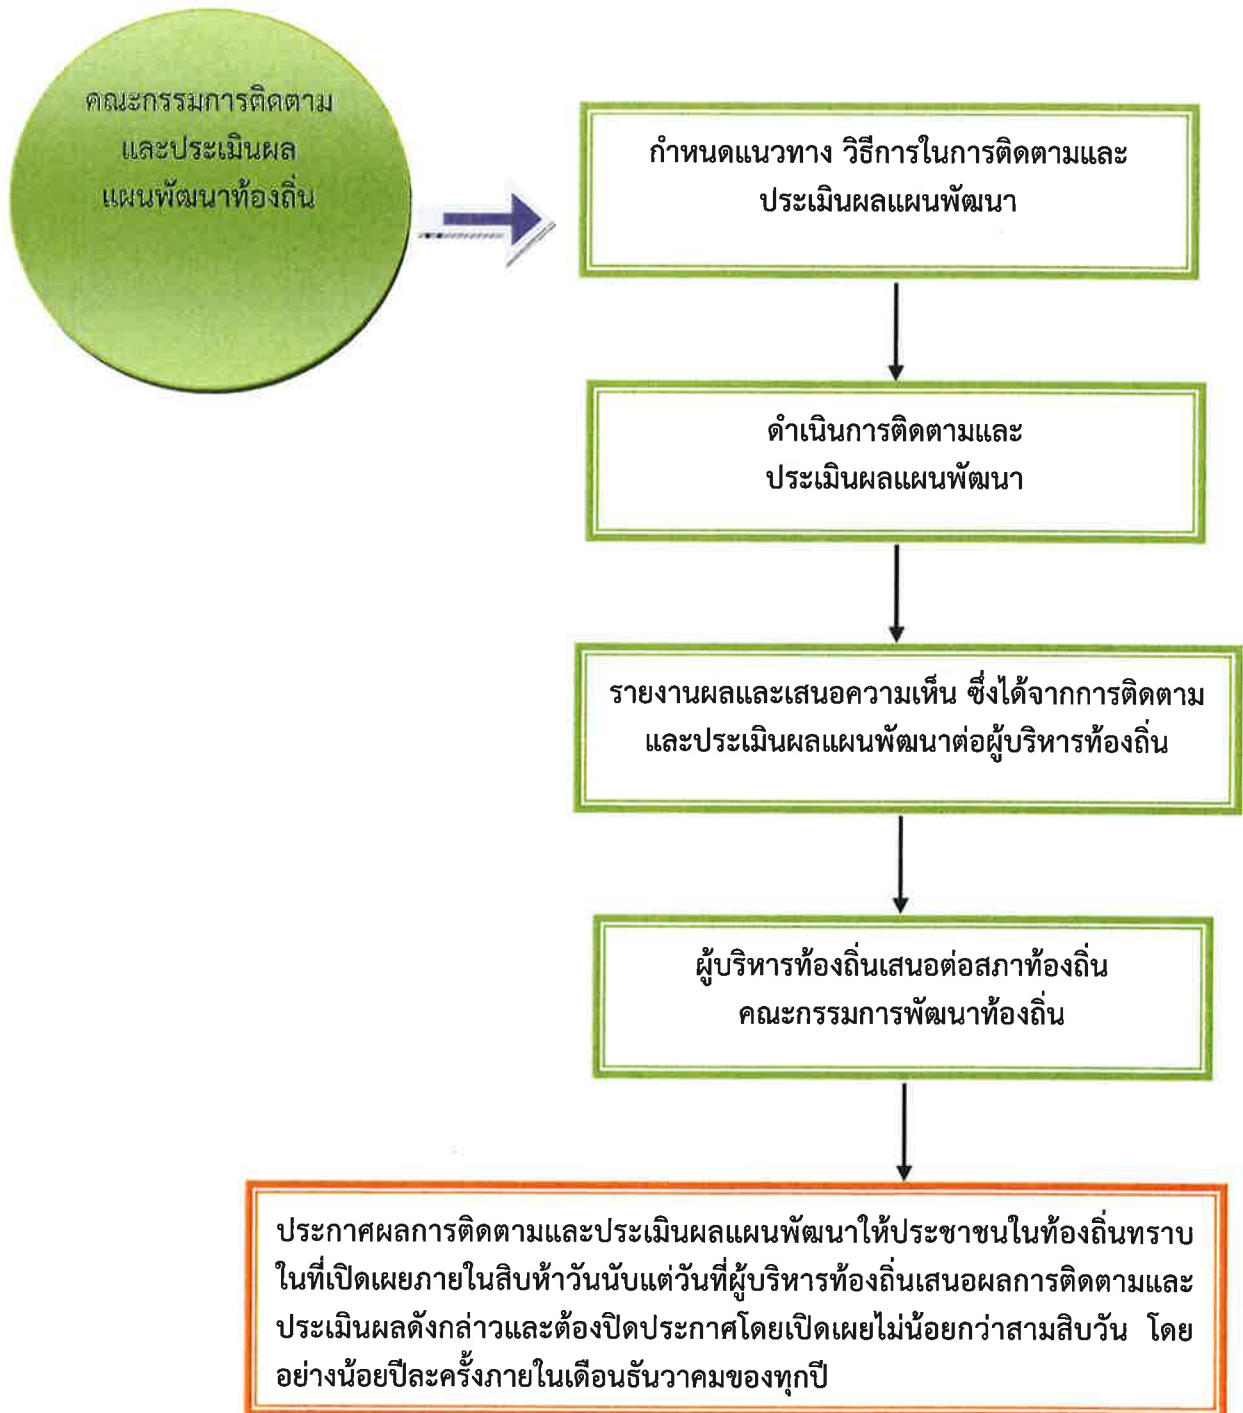 คณะกรรมการติดตาม
และประเมินผล
แผนพัฒนาท้องถิ่น
กำหนดแนวทาง วิธีการในการติดตามและ
ประเมินผลแผนพัฒนา
ดำเนินการติดตามและ
ประเมินผลแผนพัฒนา
รายงานผลและเสนอความเห็น ซึ่งได้จากการติดตาม
และประเมินผลแผนพัฒนาต่อผู้บริหารท้องถิ่น
ผู้บริหารท้องถิ่นเสนอต่อสภาท้องถิ่น
คณะกรรมการพัฒนาท้องถิ่น
ประกาศผลการติดตามและประเมินผลแผนพัฒนาให้ประชาชนในท้องถิ่นทราบ
ในที่เปิดเผยภายในสิบห้าวันนับแต่วันที่ผู้บริหารท้องถิ่นเสนอผลการติดตามและ
ประเมินผลดังกล่าวและต้องปิดประกาศโดยเปิดเผยไม่น้อยกว่าสามสิบวัน โดย
อย่างน้อยปีละครั้งภายในเดือนธันวาคมของทุกปี